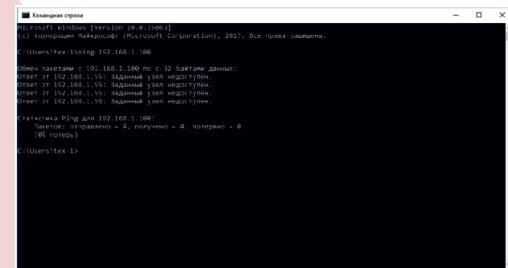 Командная строка
Microsoft Windows [Version 10.0.15063]
(c) Корпорация Майкрософт (Microsoft Corporation), 2017. Все права защищены.
C:\Users\tex-1>ping 192.168.1.100
Обмен пакетами с 192.168.1.100 по с 32 байтами данных:
Ответ от 192.168.1.55: Заданный узел недоступен.
Ответ от 192.168.1.55: Заданный узел недоступен.
Ответ от 192.168.1.55: Заданный узел недоступен.
Ответ от 192.168.1.55: Заданный узел недоступен.
Статистика Ping для 192.168.1.100:
Пакетов: отправлено = 4, получено = 4, потеряно = 0
(0% потерь)
C:\Users\tex-1>